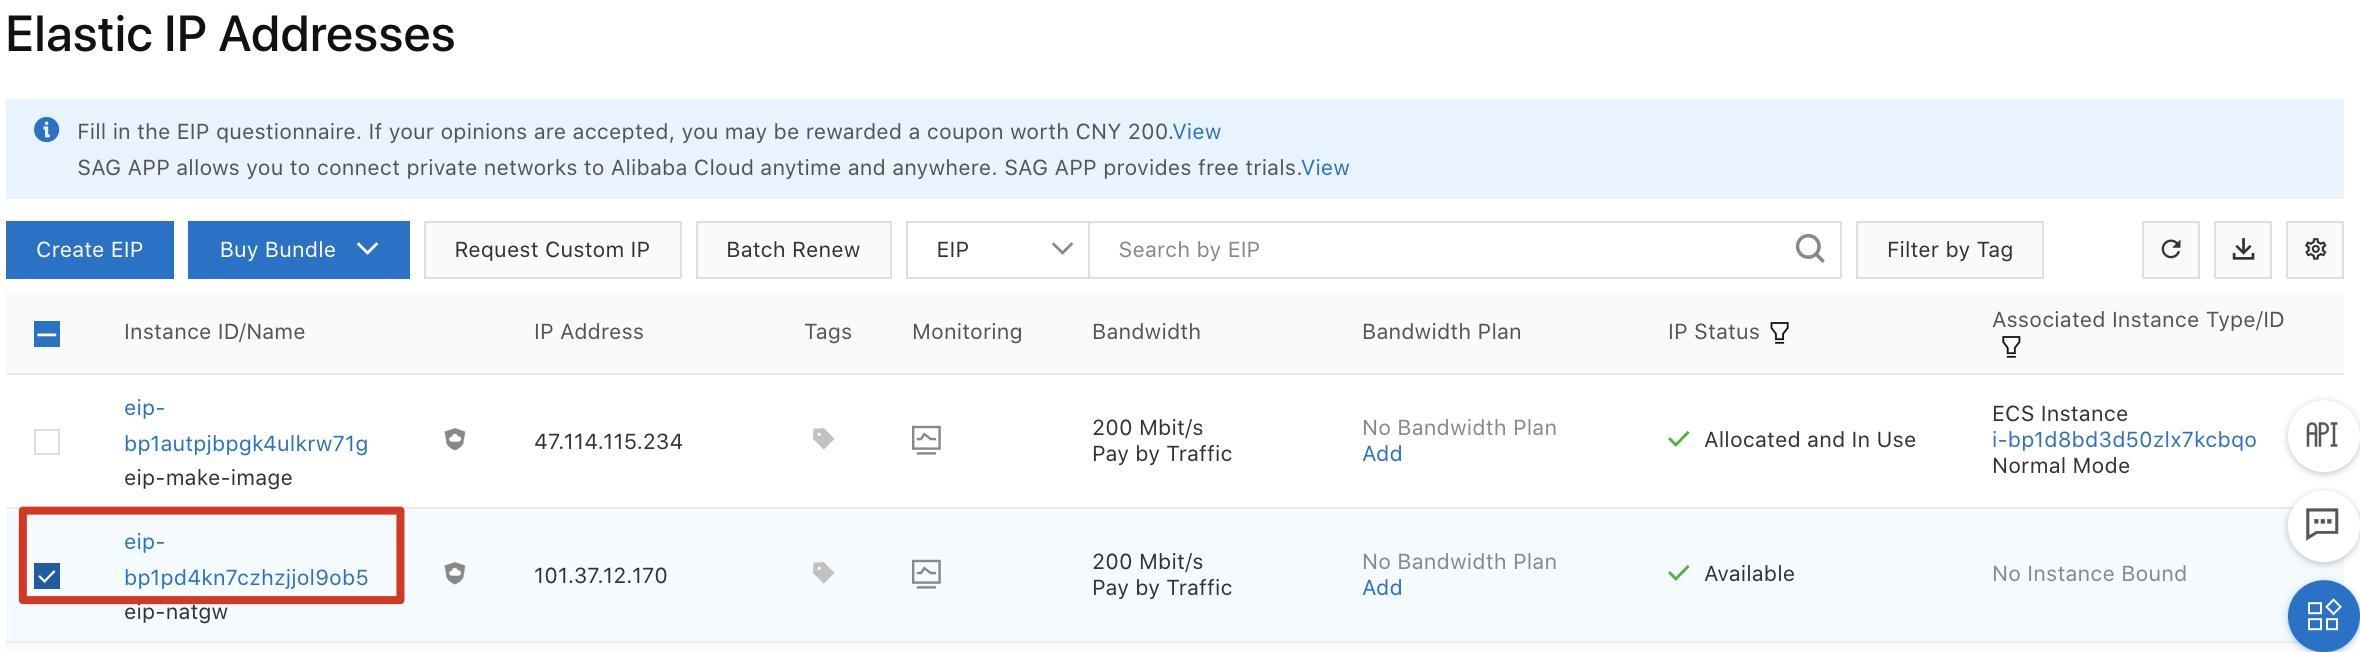 Elastic IP Addresses
Fill in the EIP questionnaire. If your opinions are accepted, you may be rewarded a coupon worth CNY 200.View
SAG APP allows you to connect private networks to Alibaba Cloud anytime and anywhere. SAG APP provides free trials.View
Create EIP
Buy Bundle
Request Custom IP
Batch Renew
EIP
Search by EIP
Filter by Tag
Instance ID/Name
IP Address
Tags
Monitoring
Bandwidth
Bandwidth Plan
IP Status
Associated Instance Type/ID
eip-
bp1autpjbpgk4ulkrw71g
eip-make-image
47.114.115.234
200 Mbit/s
Pay by Traffic
No Bandwidth Plan
Add
Allocated and In Use
ECS Instance
i-bp1d8bd3d50zlx7kcbqo
Normal Mode
API
eip-
bp1pd4kn7czhzjjol9ob5
eip-natgw
101.37.12.170
200 Mbit/s
Pay by Traffic
No Bandwidth Plan
Add
Available
No Instance Bound